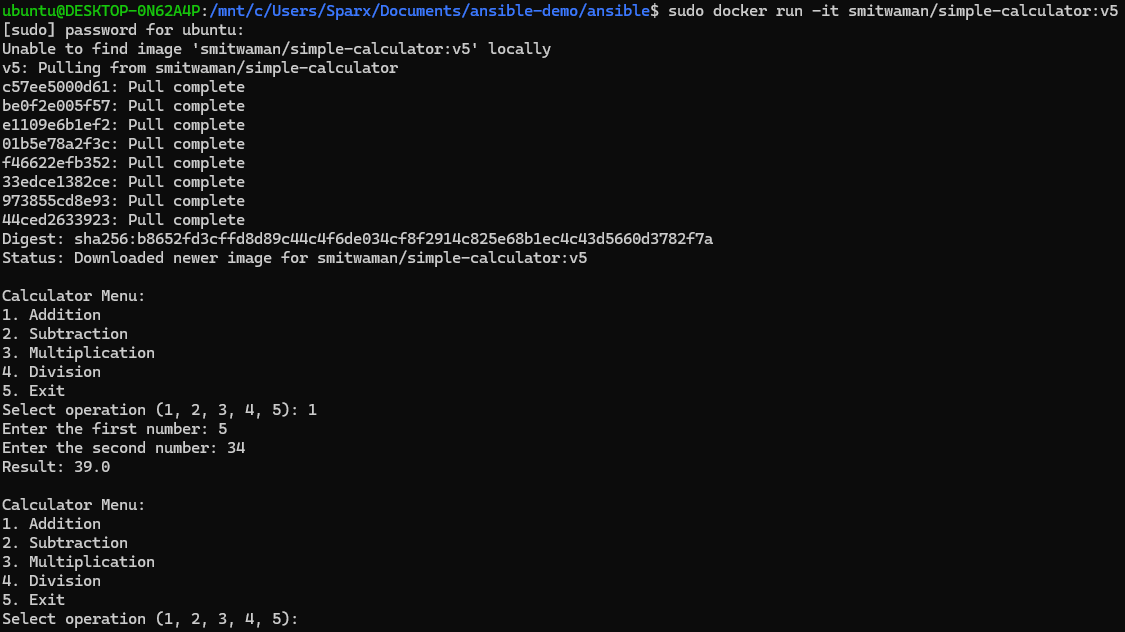 ubuntu@DESKTOP-0N62A4P:/mnt/c/Users/Sparx/Documents/ansible-demo/ansible$ sudo docker run -it smitwaman/simple-calculator:v5
[sudo] password for ubuntu:
Unable to find image 'smitwaman/simple-calculator:v5' locally
v5: Pulling from smitwaman/simple-calculator
c57ee5000d61: Pull complete
be0f2e005f57: Pull complete
e1109e6b1ef2: Pull complete
01b5e78a2f3c: Pull complete
f46622efb352: Pull complete
33edce1382ce: Pull complete
973855cd8e93: Pull complete
44ced2633923: Pull complete
Digest: sha256:b8652fd3cffd8d89c44c4f6de034cf8f2914c825e68b1ec4c43d5660d3782f7a
Status: Downloaded newer image for smitwaman/simple-calculator:v5
Calculator Menu:
1. Addition
2. Subtraction
3. Multiplication
4. Division
5. Exit
Select operation (1, 2, 3, 4, 5): 1
Enter the first number: 5
Enter the second number: 34
Result: 39.0
Calculator Menu:
1. Addition
2. Subtraction
3. Multiplication
4. Division
5. Exit
Select operation (1, 2, 3, 4, 5):